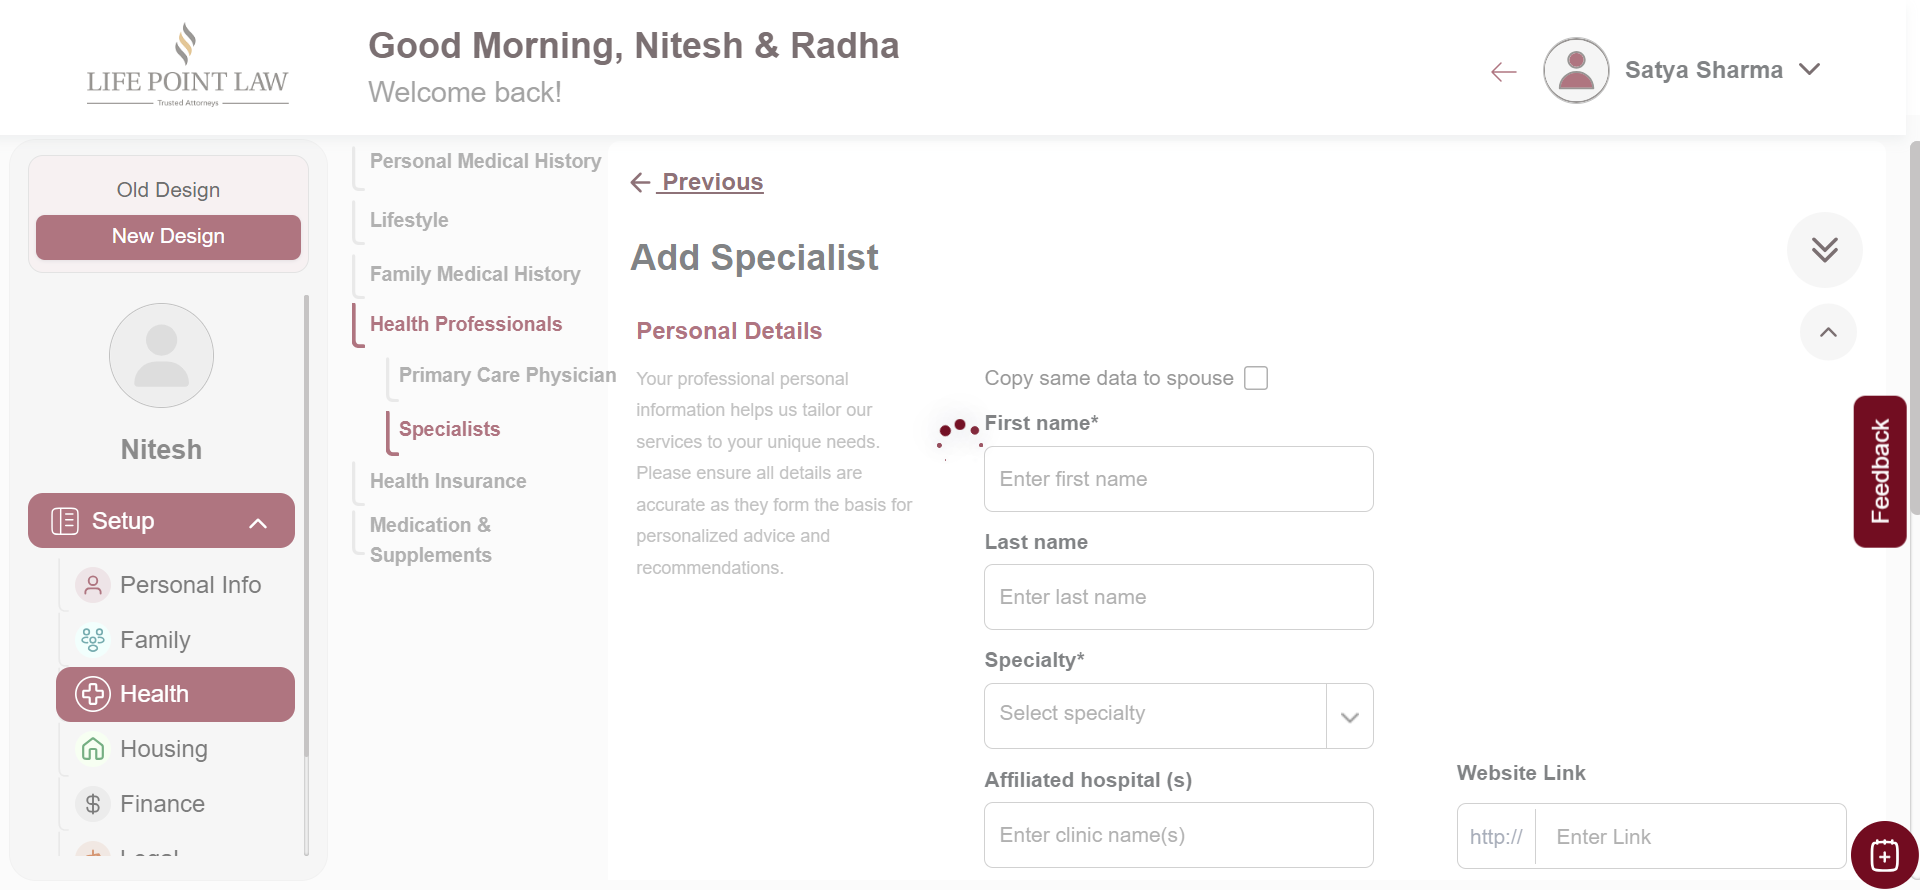 LIFE POINT LAW
Trusted Attorneys
Good Morning, Nitesh & Radha
Welcome back!
Satya Sharma
Old Design
New Design
Nitesh
Setup
Personal Info
Family
Health
Housing
Finance
Legal
Personal Medical History
Lifestyle
Family Medical History
Health Professionals
Primary Care Physician
Specialists
Health Insurance
Medication &
Supplements
Previous
Add Specialist
Personal Details
Your professional personal
information helps us tailor our
services to your unique needs.
Please ensure all details are
accurate as they form the basis for
personalized advice and
recommendations.
Copy same data to spouse
First name*
Enter first name
Last name
Enter last name
Specialty*
Select specialty
Affiliated hospital (s)
Enter clinic name(s)
Website Link
http://
Enter Link
Feedback